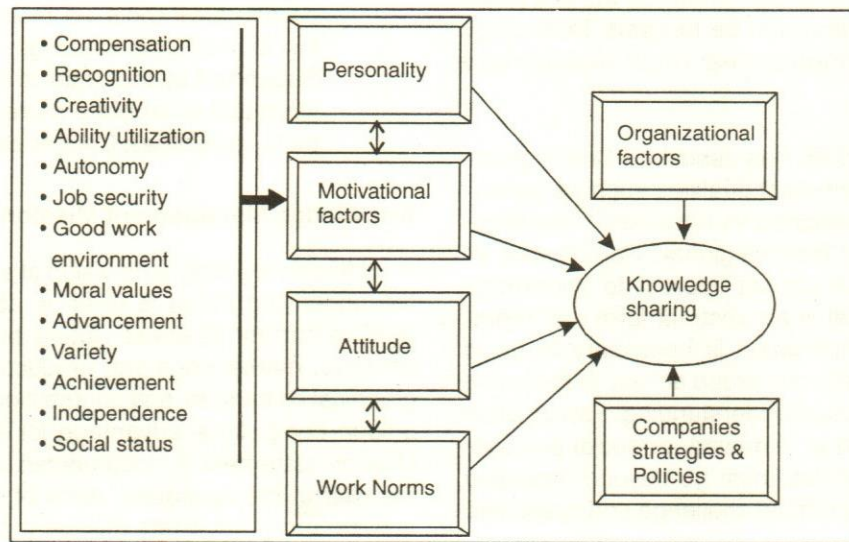 • Compensation
• Recognition
• Creativity
• Ability utilization
• Autonomy
• Job security
• Good work
environment
• Moral values
• Advancement
• Variety
• Achievement
• Independence
• Social status
Personality
Motivational
factors
Attitude
Work Norms
Organizational
factors
Knowledge
sharing
Companies
strategies &
Policies